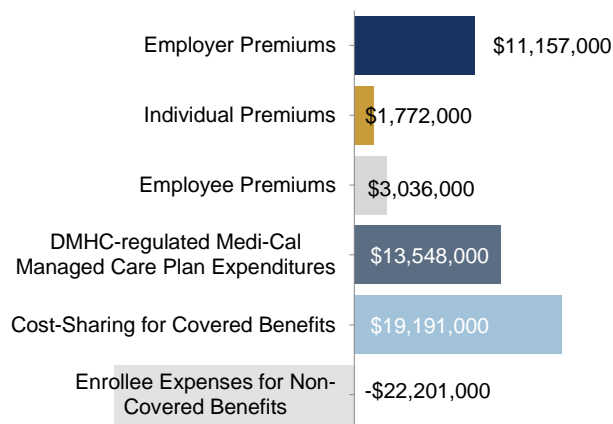 Employer Premiums
$11,157,000
Individual Premiums
$1,772,000
Employee Premiums
$3,036,000
DMHC-regulated Medi-Cal
Managed Care Plan Expenditures
$13,548,000
Cost-Sharing for Covered Benefits
$19,191,000
Enrollee Expenses for Non-
Covered Benefits
-$22,201,000